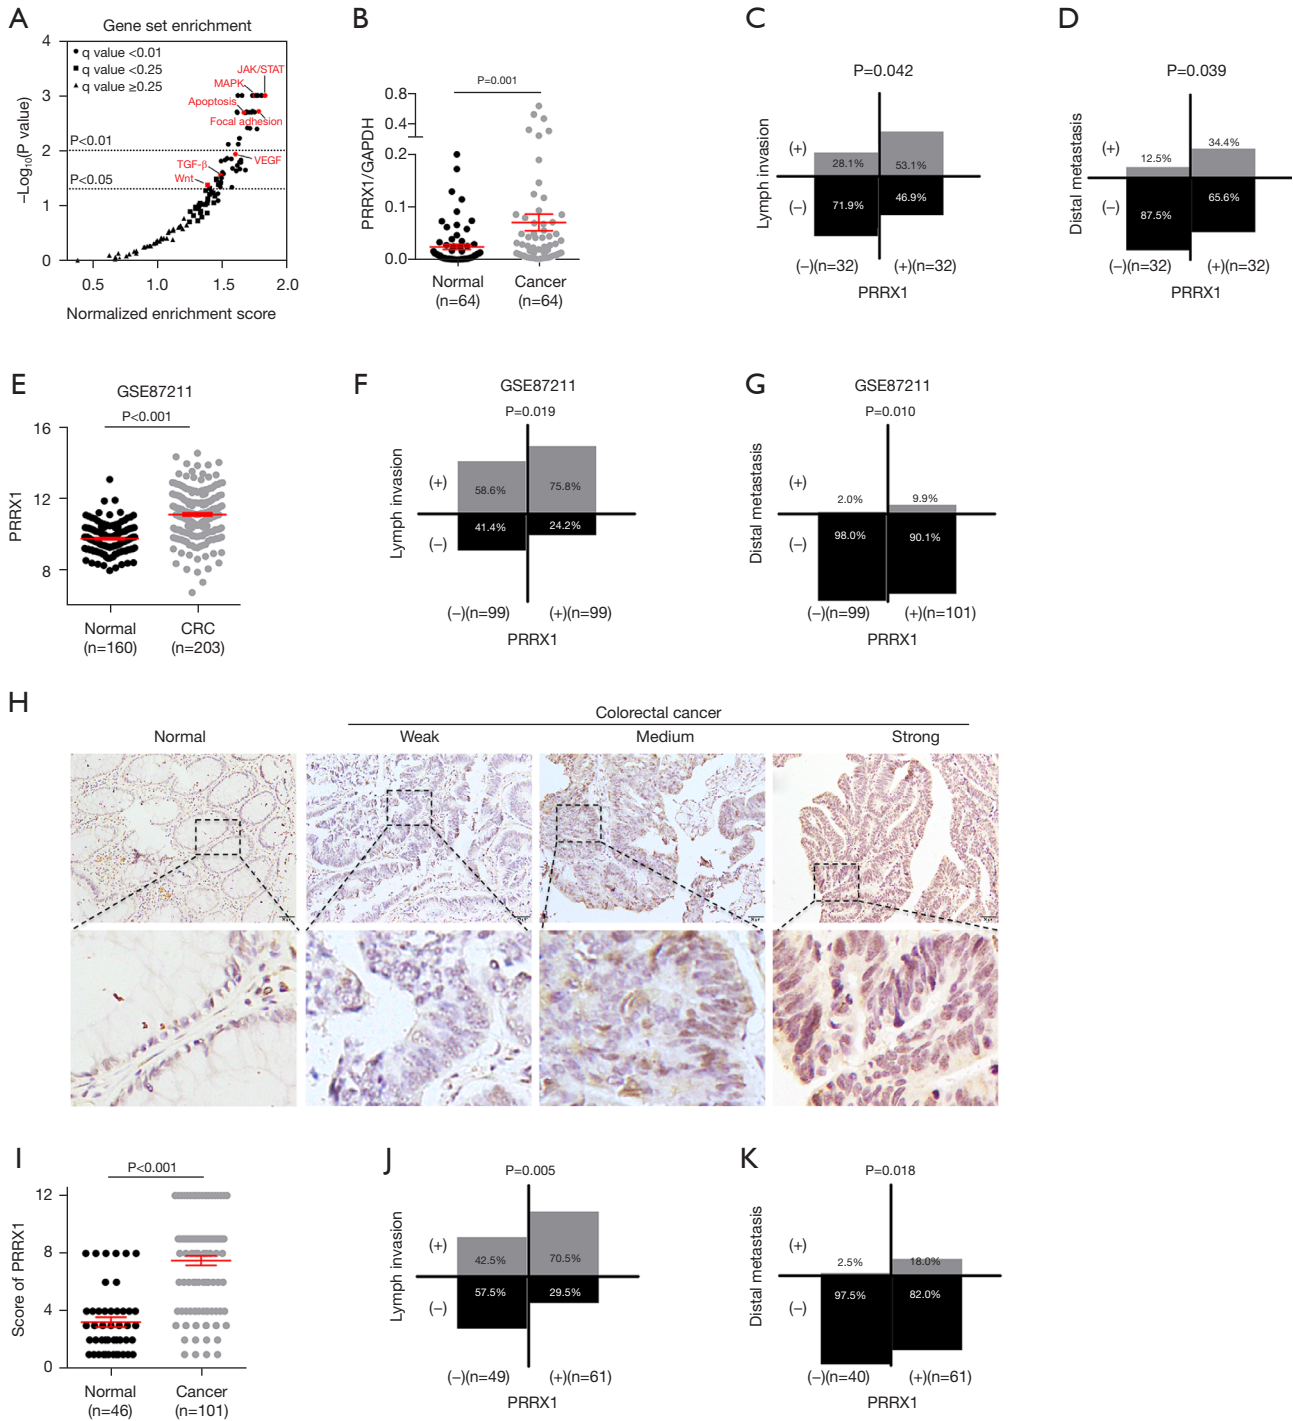 A
Gene set enrichment
4
3
2
1
0
q value <0.01
q value <0.25
q value ≥0.25
JAK/STAT
MAPK
Apoptosis
Focal adhesion
P<0.01
VEGF
TGF-β
Wnt
P<0.05
–Log10(P value)
0.5 1.0 1.5 2.0
Normalized enrichment score
B
P=0.001
0.8
0.4
0.2
0.1
0.0
PRRX1/GAPDH
Normal Cancer
(n=64) (n=64)
C
P=0.042
Lymph invasion
(+)
(–)
28.1% 53.1%
71.9% 46.9%
(–)(n=32) (+)(n=32)
PRRX1
D
P=0.039
Distal metastasis
(+)
(–)
12.5% 34.4%
87.5% 65.6%
(–)(n=32) (+)(n=32)
PRRX1
E
GSE87211
P<0.001
16
12
8
PRRX1
Normal CRC
(n=160) (n=203)
F
GSE87211
P=0.019
Lymph invasion
(+)
(–)
58.6% 75.8%
41.4% 24.2%
(–)(n=99) (+)(n=99)
PRRX1
G
GSE87211
P=0.010
Distal metastasis
(+)
(–)
2.0% 9.9%
98.0% 90.1%
(–)(n=99) (+)(n=101)
PRRX1
H
Colorectal cancer
Normal Weak Medium Strong
I
P<0.001
12
8
4
0
Score of PRRX1
Normal Cancer
(n=46) (n=101)
J
P=0.005
Lymph invasion
(+)
(–)
42.5% 70.5%
57.5% 29.5%
(–)(n=49) (+)(n=61)
PRRX1
K
P=0.018
Distal metastasis
(+)
(–)
2.5% 18.0%
97.5% 82.0%
(–)(n=40) (+)(n=61)
PRRX1